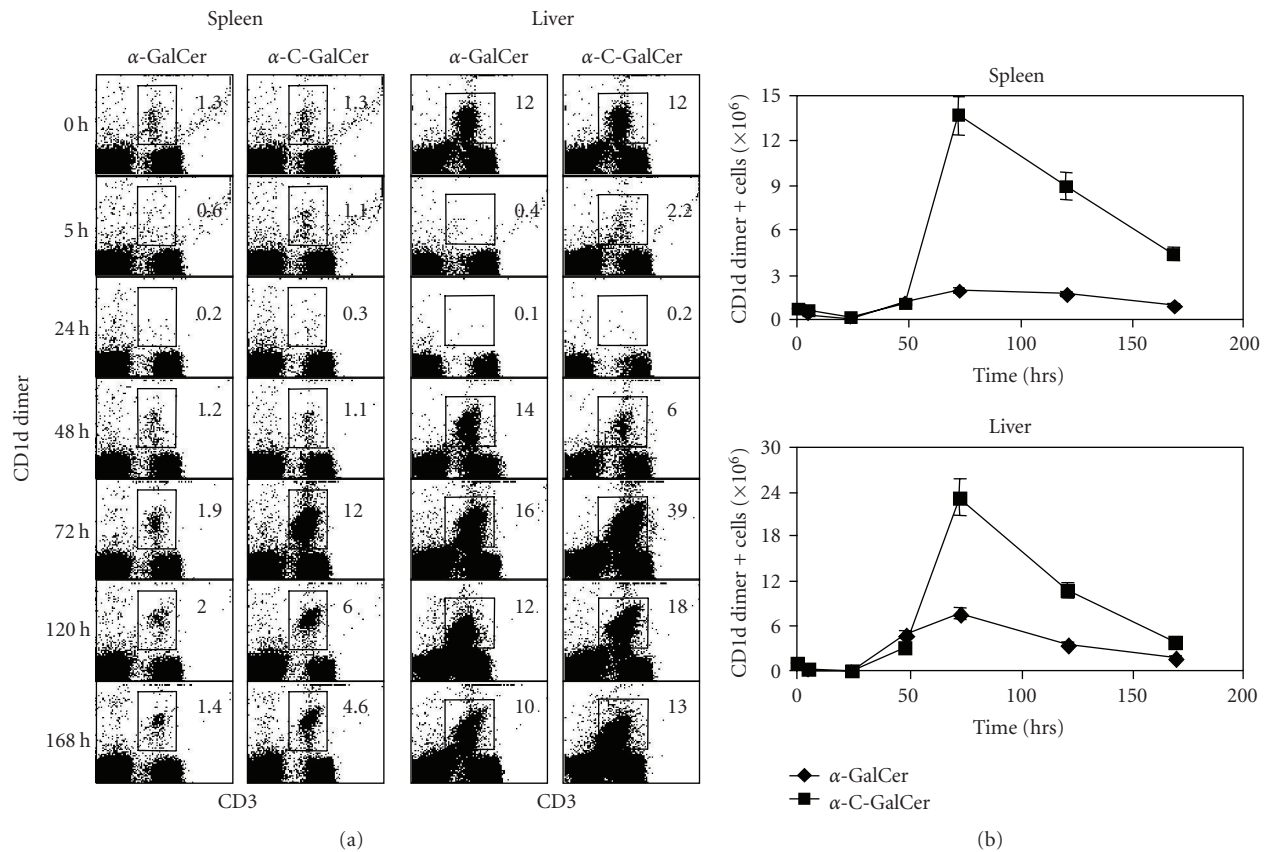 Spleen Liver
α-GalCer α-C-GalCer α-GalCer α-C-GalCer
0 h 1.3 1.3 12 12
5 h 0.6 1.1 0.4 2.2
24 h 0.2 0.3 0.1 0.2
48 h 1.2 1.1 14 6
72 h 1.9 12 16 39
120 h 2 6 12 18
168 h 1.4 4.6 10 13
CD1d dimer
CD3 CD3
(a)
Spleen
CD1d dimer + cells (×10⁶)
15
12
9
6
3
0
0 50 100 150 200
Time (hrs)
Liver
CD1d dimer + cells (×10⁶)
30
24
18
12
6
0
0 50 100 150 200
Time (hrs)
α-GalCer
α-C-GalCer
(b)